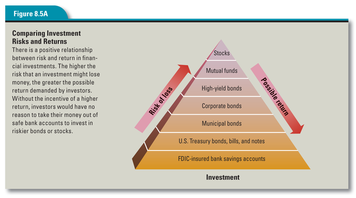 Figure 8.5A
Comparing Investment
Risks and Returns
There is a positive relationship
between risk and return in finan-
cial investments. The higher the
risk that an investment might lose
money, the greater the possible
return demanded by investors.
Without the incentive of a higher
return, investors would have no
reason to take their money out of
safe bank accounts to invest in
riskier bonds or stocks.
Risk of loss
Possible return
Stocks
Mutual funds
High-yield bonds
Corporate bonds
Municipal bonds
U.S. Treasury bonds, bills, and notes
FDIC-insured bank savings accounts
Investment